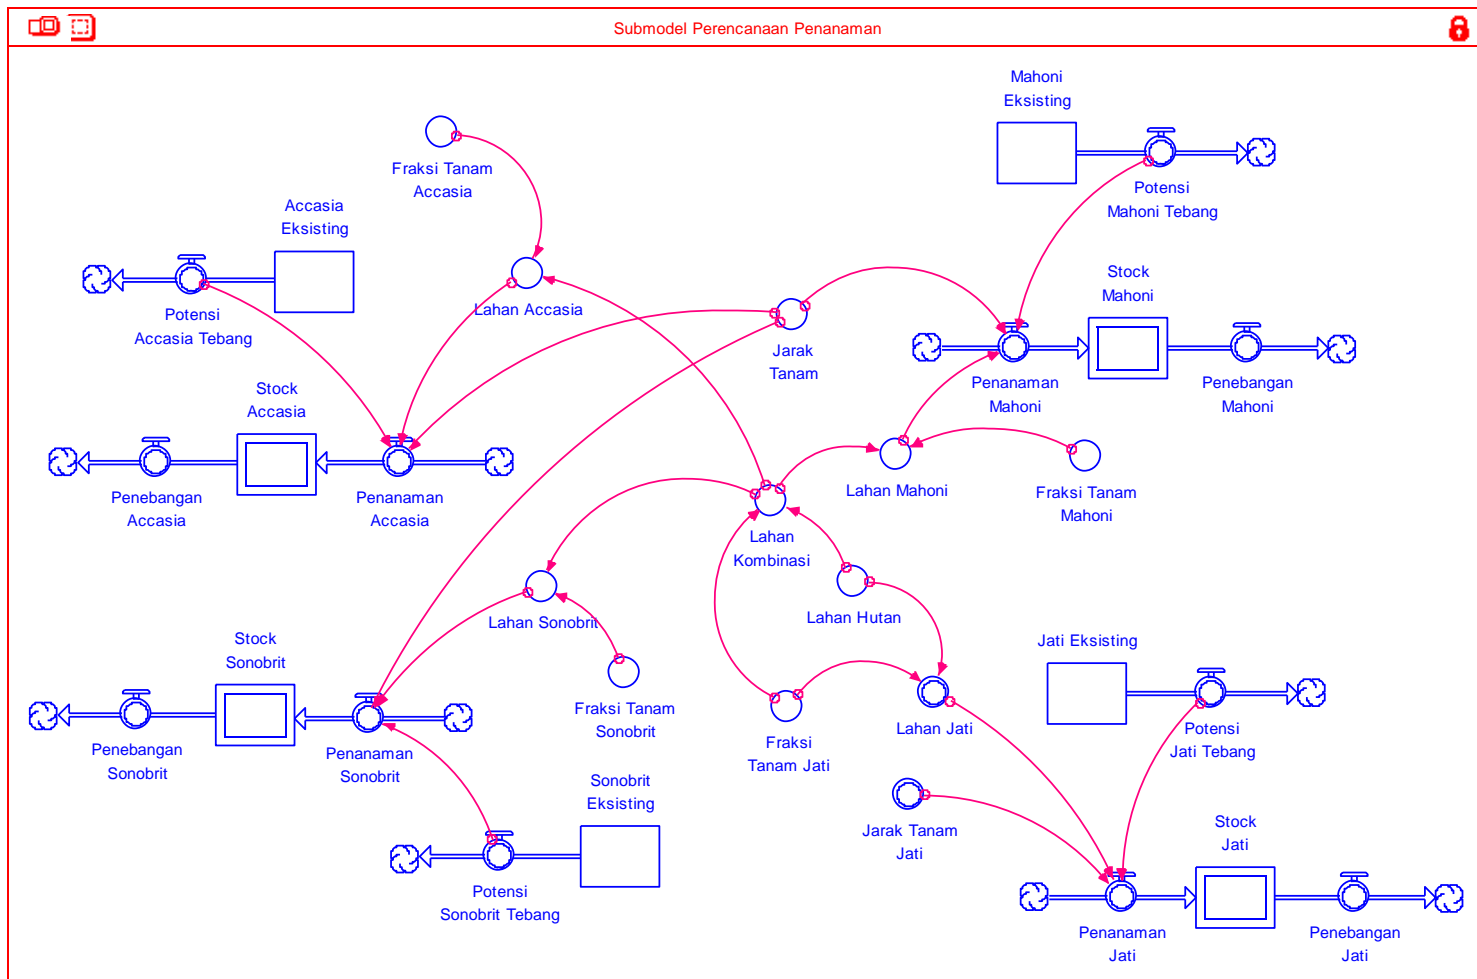 Submodel Perencanaan Penanaman
Mahoni
Eksisting
Fraksi Tanam
Accasia
Potensi
Mahoni Tebang
Accasia
Eksisting
Stock
Mahoni
Lahan Accasia
Potensi
Accasia Tebang
Jarak
Tanam
Penanaman
Mahoni
Penebangan
Mahoni
Stock
Accasia
Penebangan
Accasia
Penanaman
Accasia
Lahan Mahoni
Fraksi Tanam
Mahoni
Lahan
Kombinasi
Lahan Sonobrit
Lahan Hutan
Stock
Sonobrit
Jati Eksisting
Fraksi Tanam
Sonobrit
Lahan Jati
Potensi
Jati Tebang
Penebangan
Sonobrit
Penanaman
Sonobrit
Fraksi
Tanam Jati
Sonobrit
Eksisting
Jarak Tanam
Jati
Stock
Jati
Potensi
Sonobrit Tebang
Penanaman
Jati
Penebangan
Jati